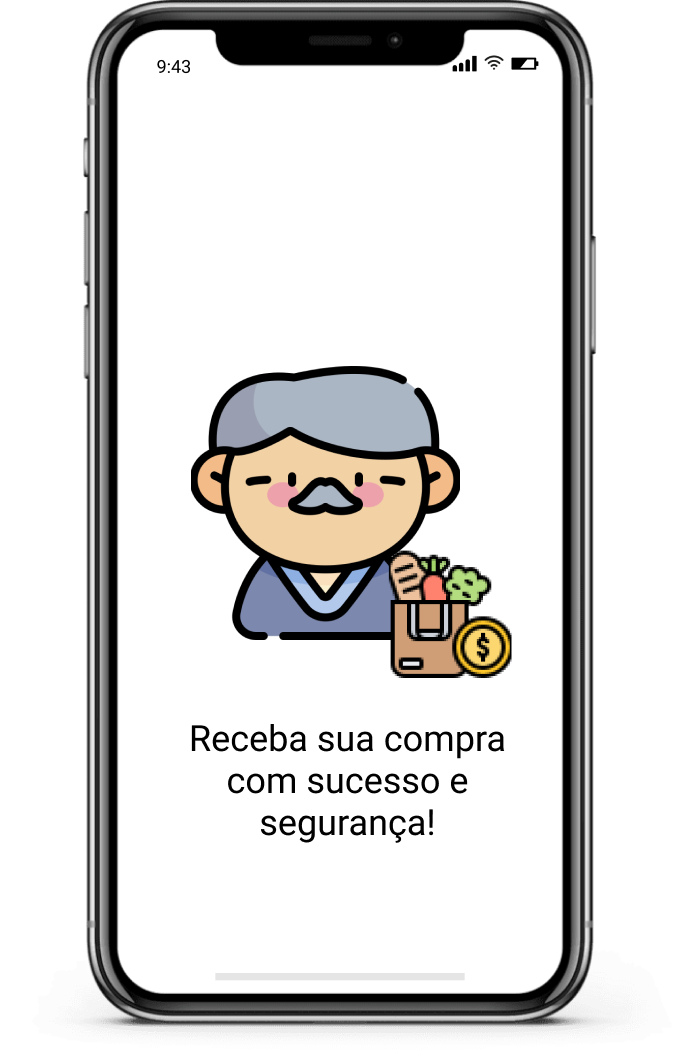 9:43
$
Receba sua compra
com sucesso e
segurança!